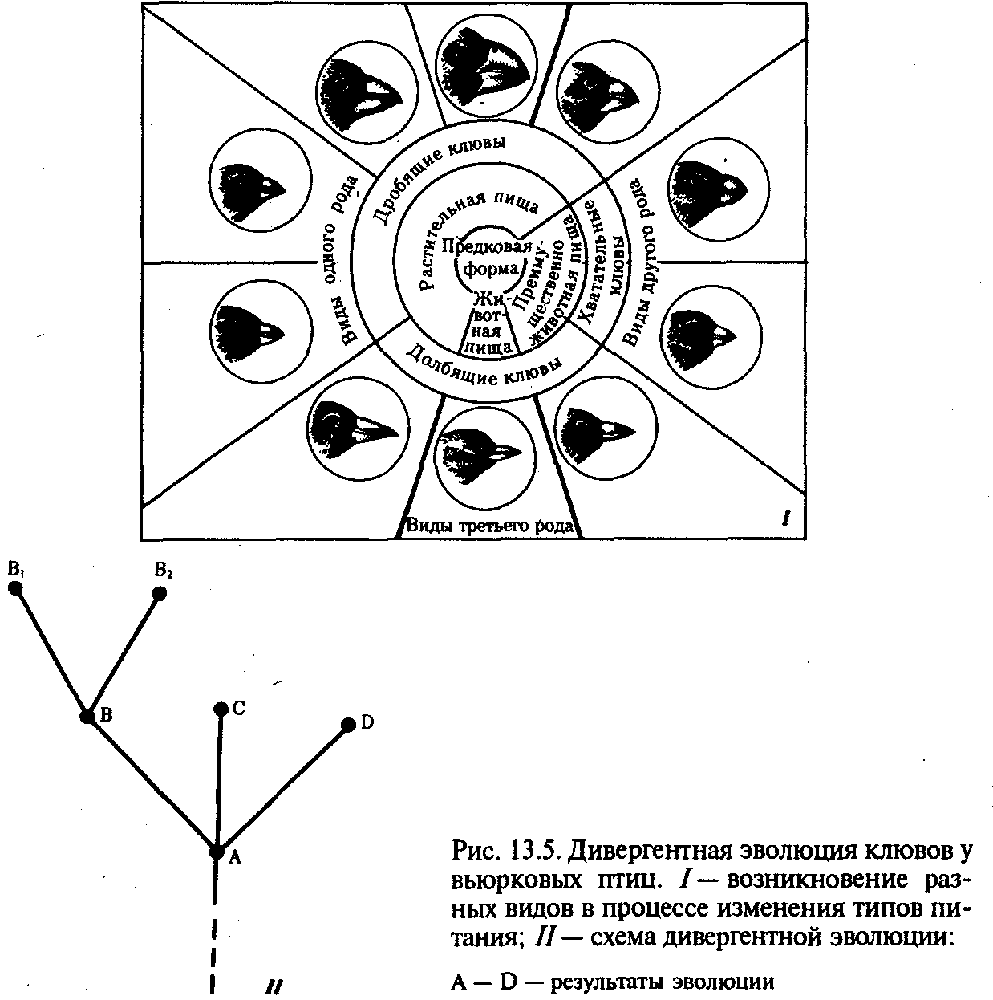 Дробящие клювы
Растительная пища
Предковая
форма
Жи-
вот-
ная
пища
Преиму-
щественно
животная пища
Хватательные
клювы
Долбящие клювы
Виды одного рода
Виды другого рода
Виды третьего рода
I
B₁
B₂
B
C
D
A
II
Рис. 13.5. Дивергентная эволюция клювов у
вьюрковых птиц. I — возникновение раз-
ных видов в процессе изменения типов пи-
тания; II — схема дивергентной эволюции:
A — D — результаты эволюции